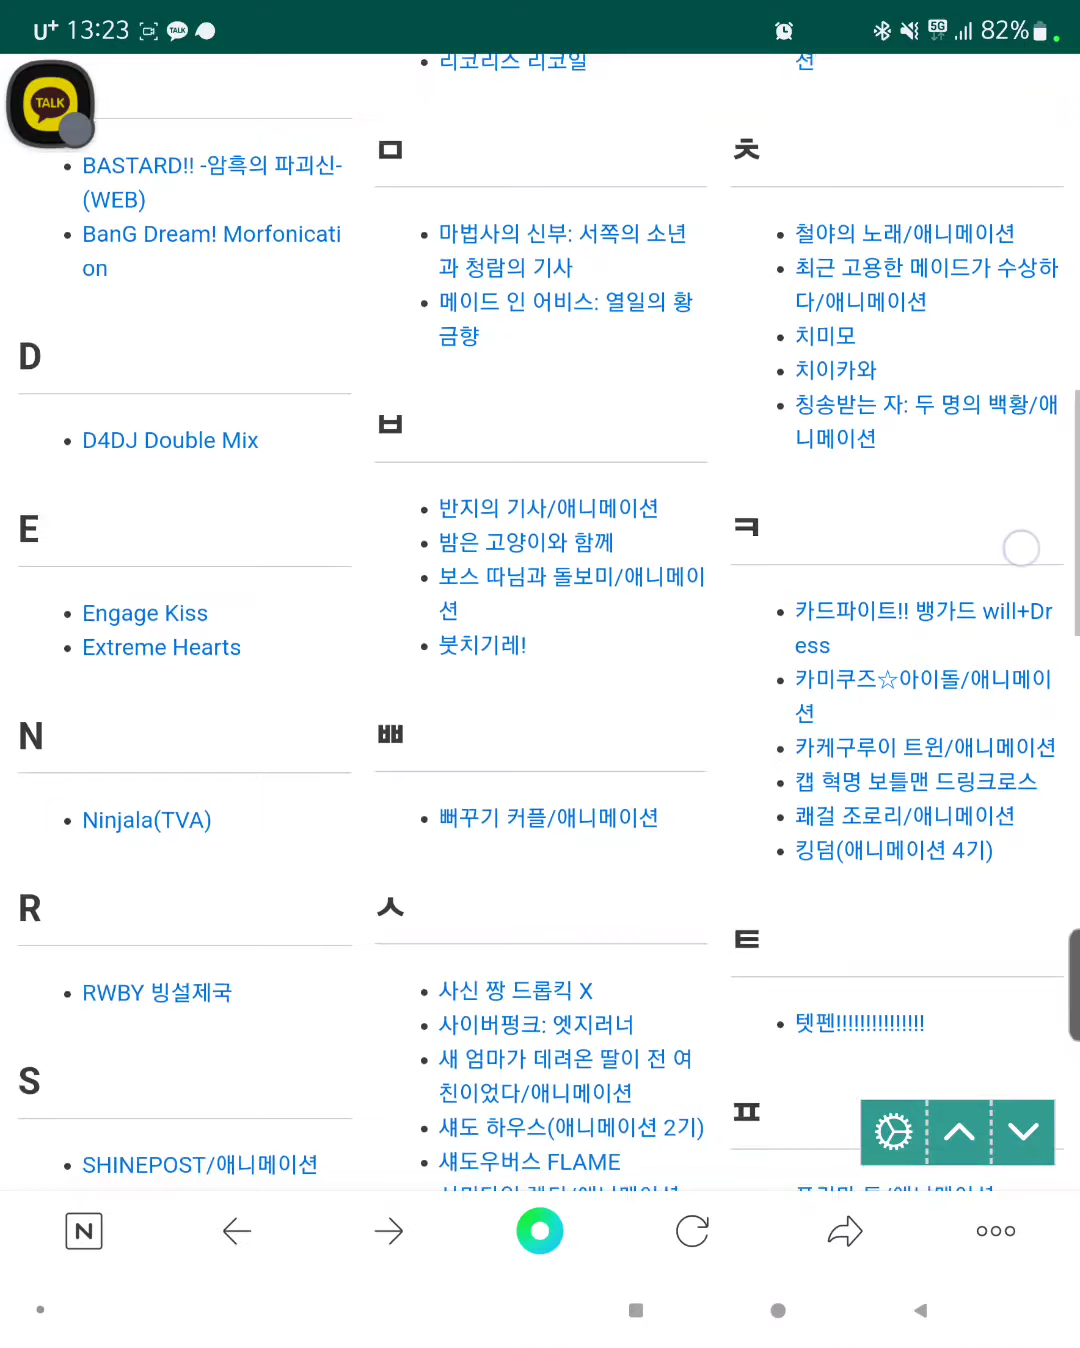 U+ 13:23 TALK 5G 82%
TALK
BASTARD!! -암흑의 파괴신-
(WEB)
BanG Dream! Morfonicati
on
D
D4DJ Double Mix
E
Engage Kiss
Extreme Hearts
N
Ninjala(TVA)
R
RWBY 빙설제국
S
SHINEPOST/애니메이션
리코리스 리코일
ㅁ
마법사의 신부: 서쪽의 소년
과 청람의 기사
메이드 인 어비스: 열일의 황
금향
ㅂ
반지의 기사/애니메이션
밤은 고양이와 함께
보스 따님과 돌보미/애니메이
션
붓치기레!
ㅃ
뻐꾸기 커플/애니메이션
ㅅ
사신 짱 드롭킥 X
사이버펑크: 엣지러너
새 엄마가 데려온 딸이 전 여
친이었다/애니메이션
섀도 하우스(애니메이션 2기)
섀도우버스 FLAME
션
ㅊ
철야의 노래/애니메이션
최근 고용한 메이드가 수상하
다/애니메이션
치미모
치이카와
칭송받는 자: 두 명의 백황/애
니메이션
ㅋ
카드파이트!! 뱅가드 will+Dr
ess
카미쿠즈☆아이돌/애니메이
션
카케구루이 트윈/애니메이션
캡 혁명 보틀맨 드링크로스
쾌걸 조로리/애니메이션
킹덤(애니메이션 4기)
ㅌ
텟펜!!!!!!!!!!!!!!!
ㅍ
N